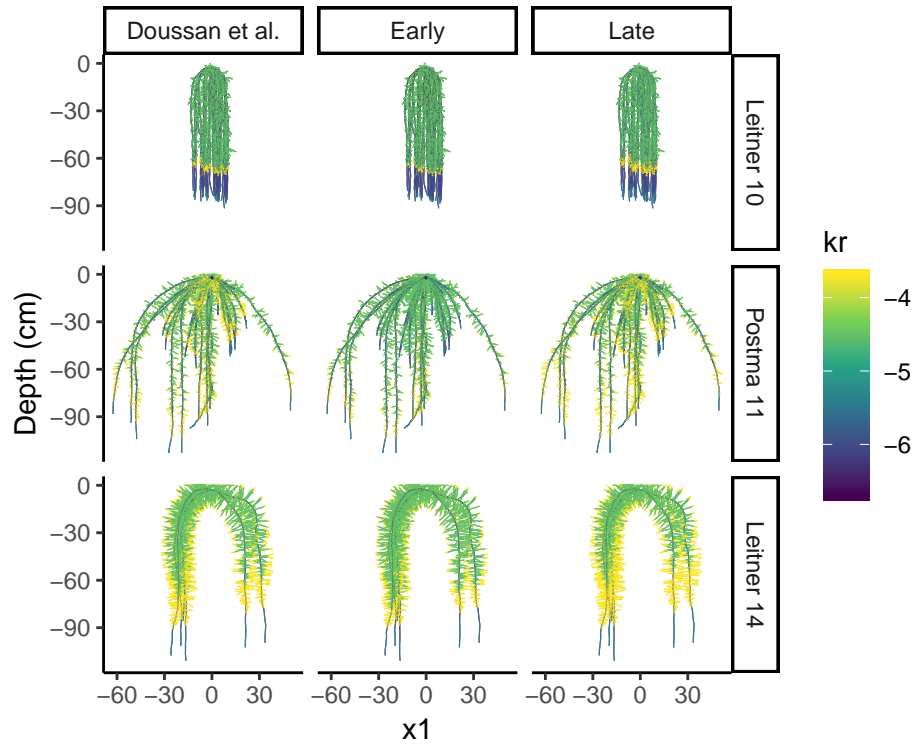 Doussan et al.
Early
Late
0
−30
−60
−90
Leitner 10
0
−30
−60
−90
Postma 11
0
−30
−60
−90
Leitner 14
Depth (cm)
kr
−4
−5
−6
−60 −30 0 30 −60 −30 0 30 −60 −30 0 30
x1